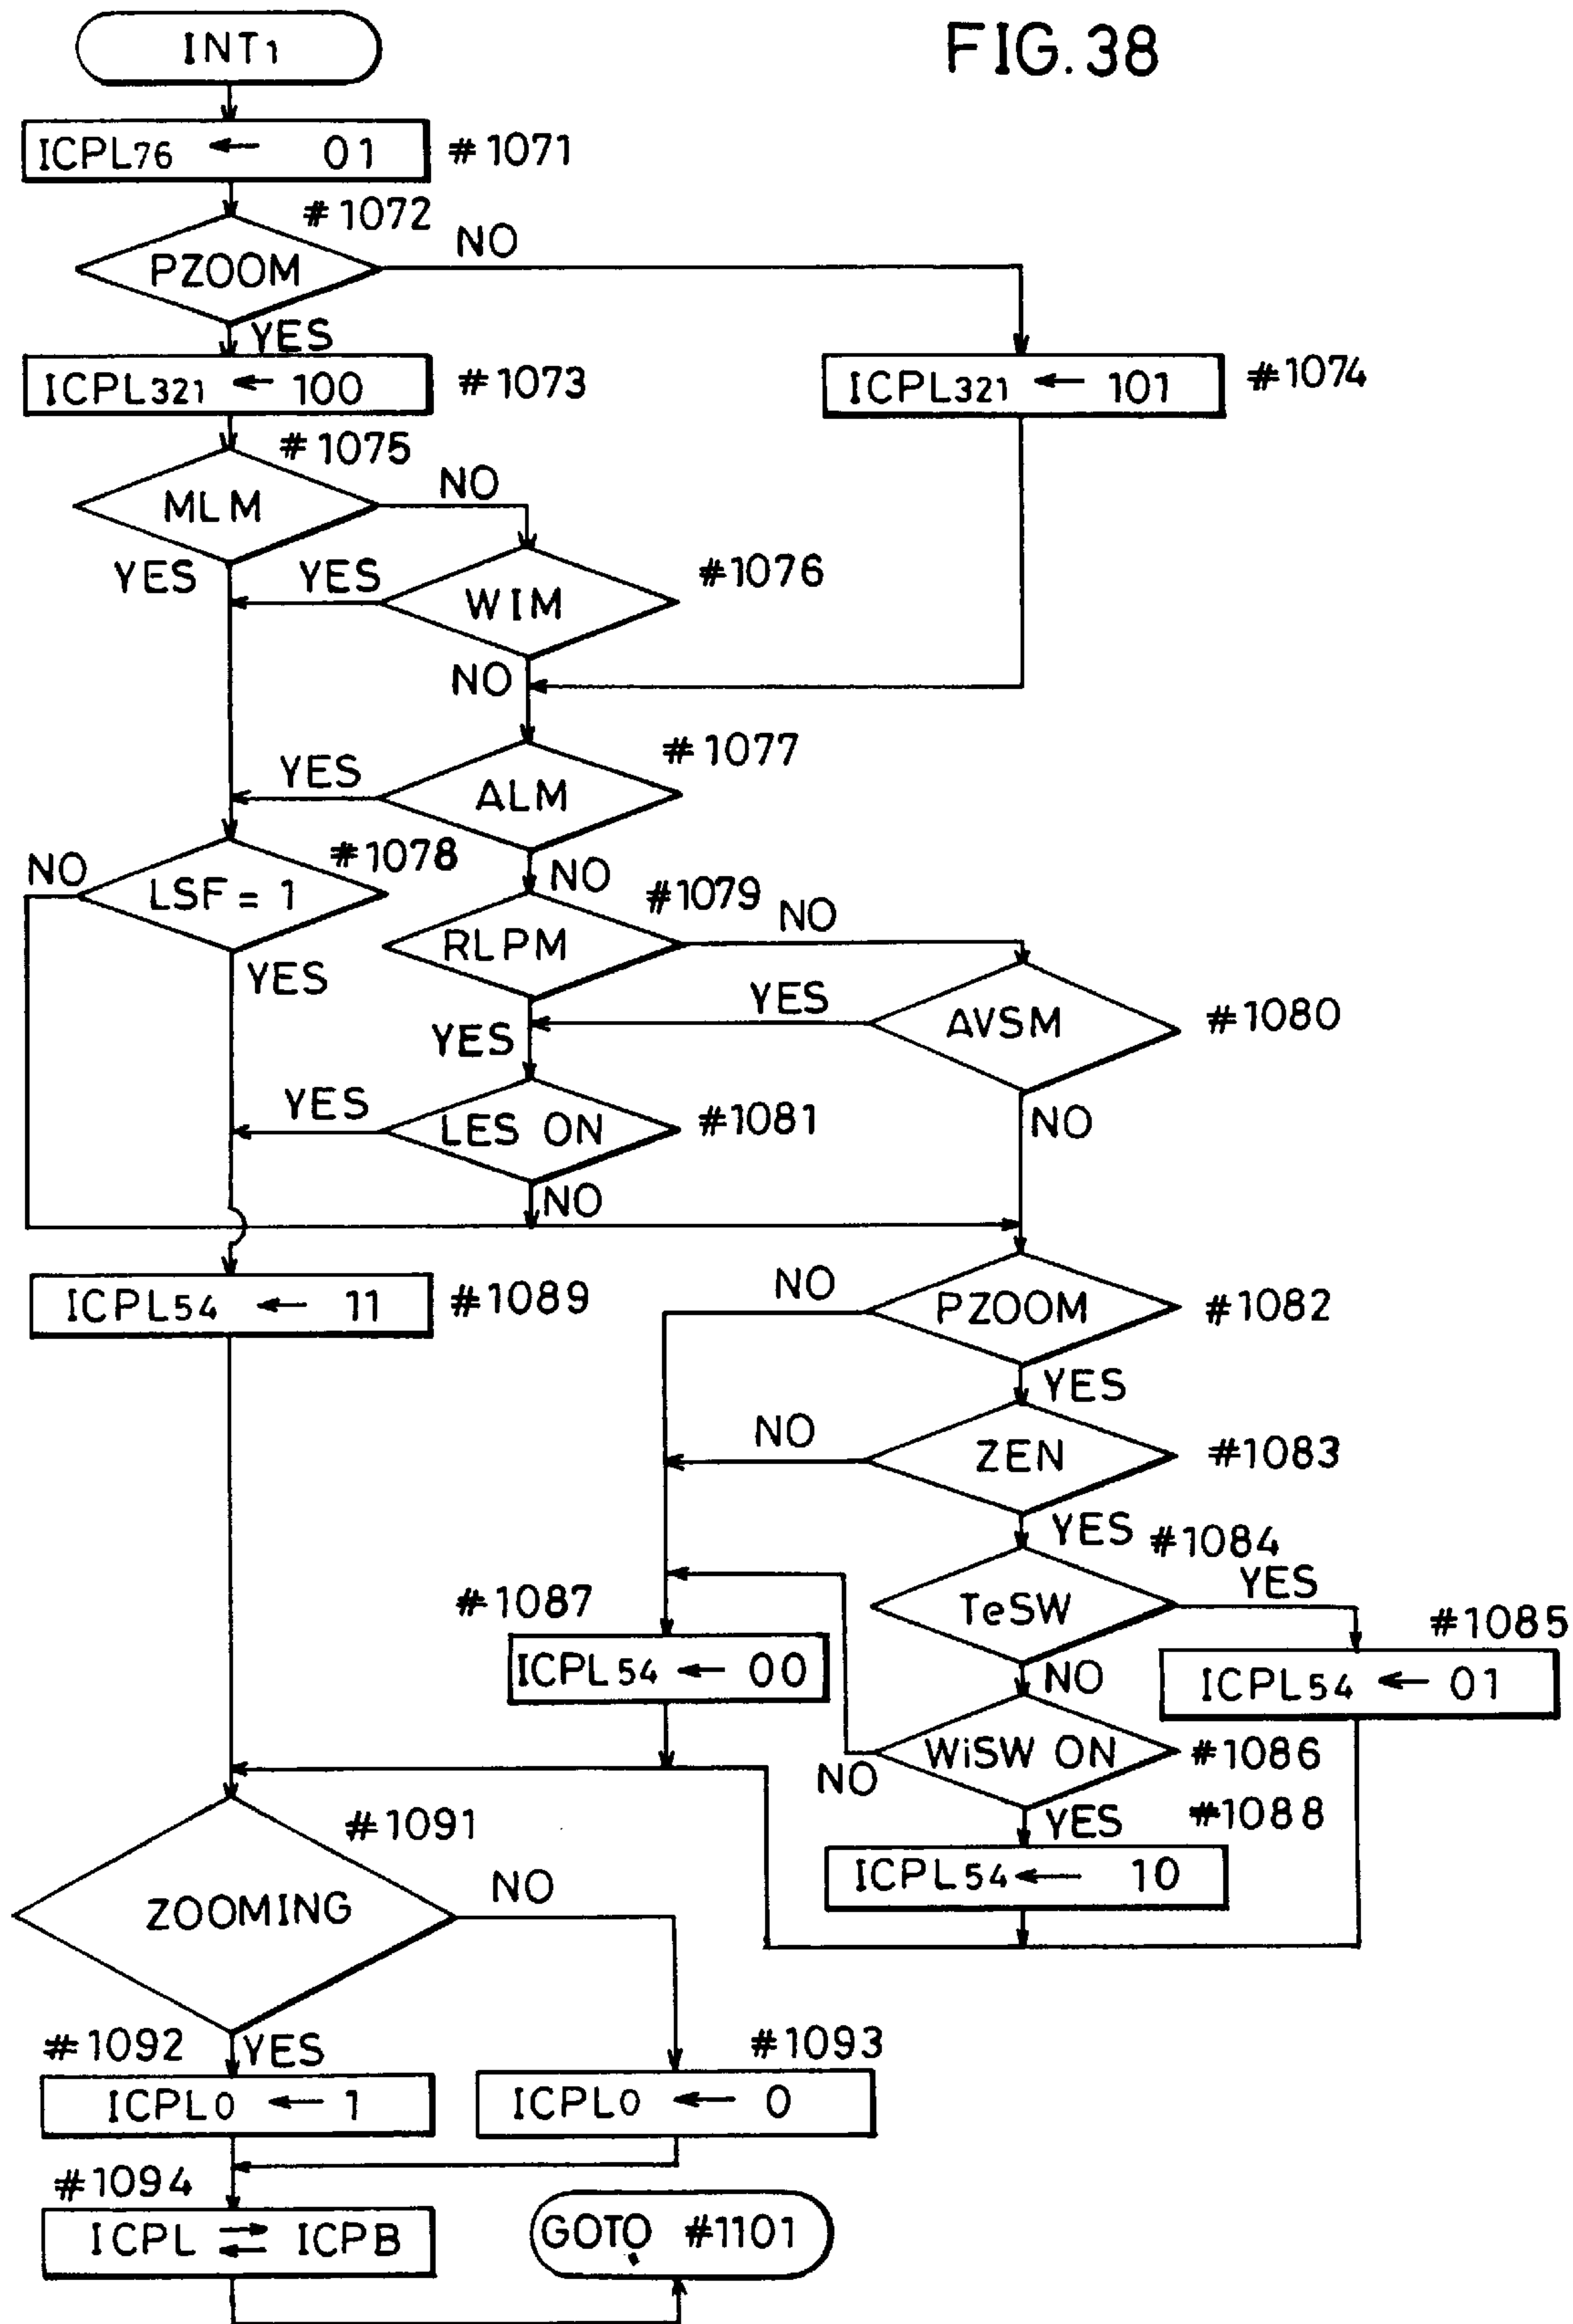 FIG.38
INT1
ICPL76 ← 01 #1071
#1072
PZOOM
NO
YES
ICPL321 ← 100 #1073
ICPL321 ← 101 #1074
#1075
MLM
NO
YES
YES
WIM
#1076
NO
#1077
YES
ALM
NO
#1078
LSF = 1
NO
YES
#1079
RLPM
NO
YES
YES
AVSM
#1080
YES
LES ON
#1081
NO
NO
ICPL54 ← 11 #1089
NO
PZOOM
#1082
YES
NO
ZEN
#1083
YES
#1084
TeSW
YES
#1085
ICPL54 ← 01
#1087
ICPL54 ← 00
NO
WiSW ON
#1086
NO
YES
#1088
ICPL54 ← 10
#1091
ZOOMING
NO
#1092
YES
#1093
ICPL0 ← 1
ICPL0 ← 0
#1094
ICPL ⇄ ICPB
GOTO #1101